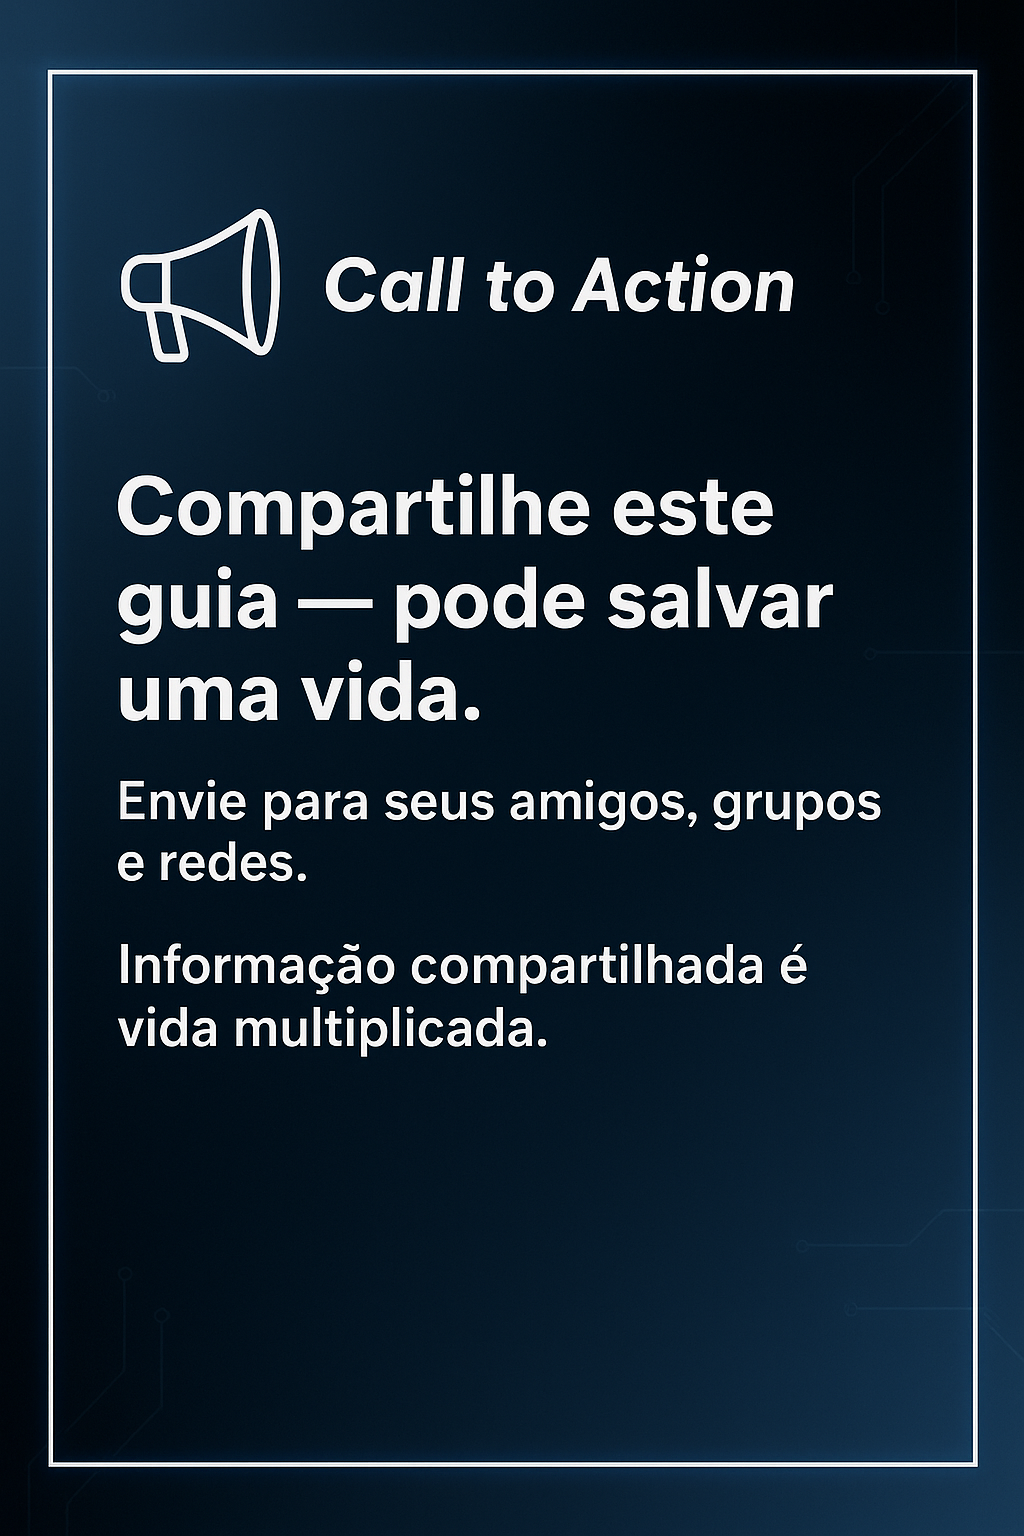 Call to Action
Compartilhe este
guia — pode salvar
uma vida.
Envie para seus amigos, grupos
e redes.
Informação compartilhada é
vida multiplicada.